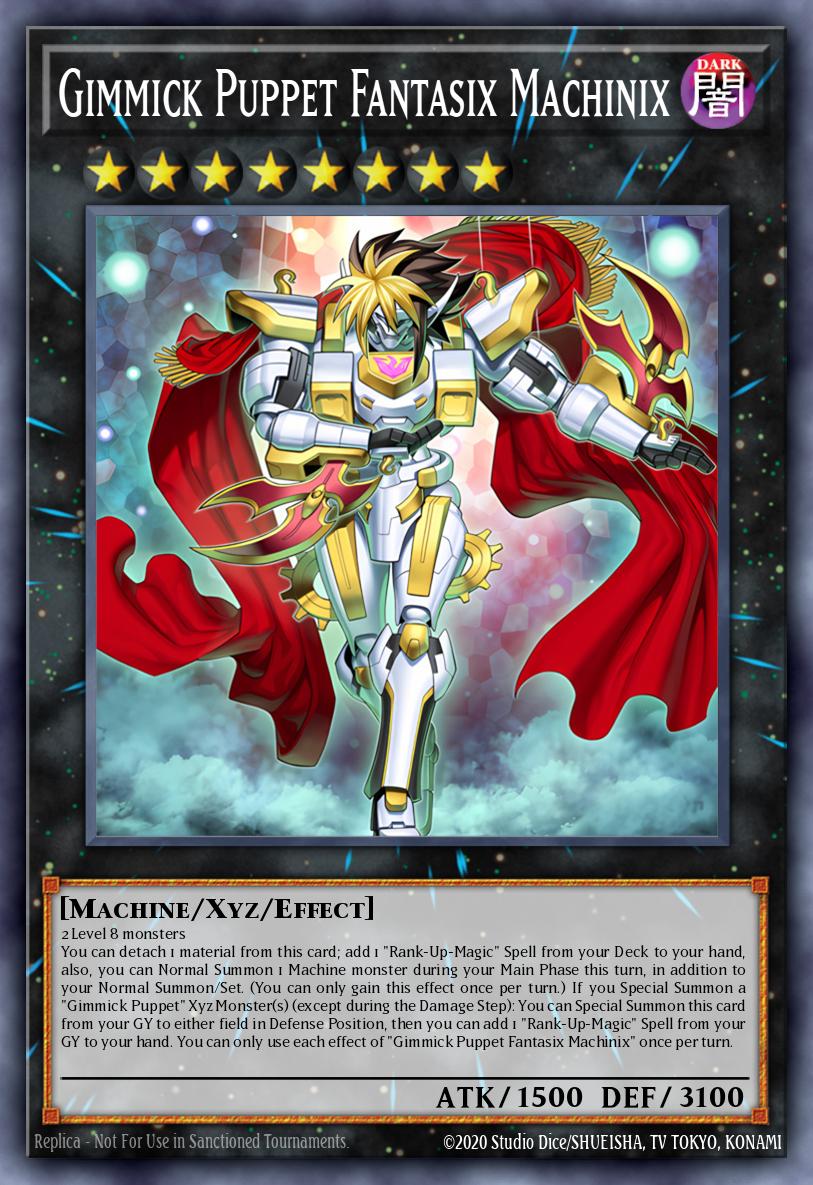 Gimmick Puppet Fantasix Machinix
DARK
闇
[Machine/Xyz/Effect]
2 Level 8 monsters
You can detach 1 material from this card; add 1 "Rank-Up-Magic" Spell from your Deck to your hand,
also, you can Normal Summon 1 Machine monster during your Main Phase this turn, in addition to
your Normal Summon/Set. (You can only gain this effect once per turn.) If you Special Summon a
"Gimmick Puppet" Xyz Monster(s) (except during the Damage Step): You can Special Summon this card
from your GY to either field in Defense Position, then you can add 1 "Rank-Up-Magic" Spell from your
GY to your hand. You can only use each effect of "Gimmick Puppet Fantasix Machinix" once per turn.
ATK/1500 DEF/3100
Replica - Not For Use in Sanctioned Tournaments.
©2020 Studio Dice/SHUEISHA, TV TOKYO, KONAMI